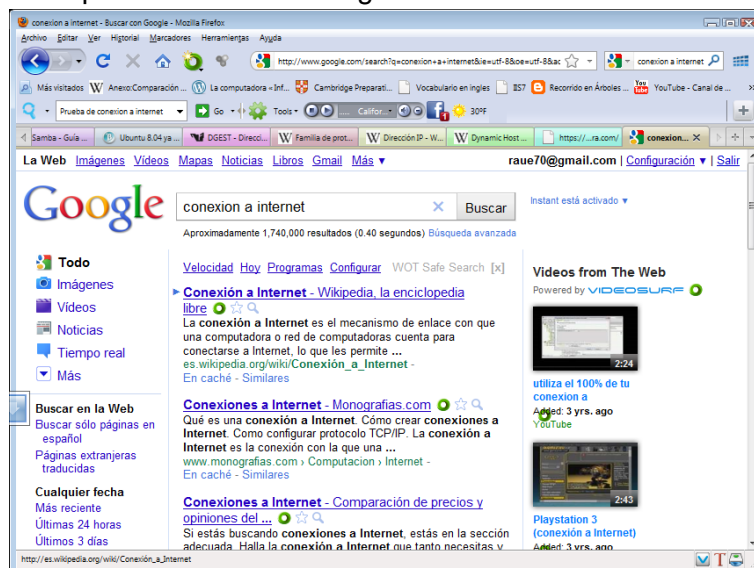 conexion a internet - Buscar con Google - Mozilla Firefox
Archivo Editar Ver Higtorial Marcadores Herramientas Ayuda
http://www.google.com/search?q=conexion+a+internet&ie=utf-8&oe=utf-8&ac
conexion a internet
Más visitados Anexo:Comparación ... La computadora « Inf... Cambridge Preparati... Vocabulario en ingles IIS7 Recorrido en Árboles ... YouTube - Canal de ...
Prueba de conexion a internet Go Tools Califor... 30°F
Samba - Guía ... Ubuntu 8.04 ya ... DGEST - Direcci... Familia de prot... Dirección IP - W... Dynamic Host ... https://...ra.com/ conexion...
La Web Imágenes Vídeos Mapas Noticias Libros Gmail Más ▼ raue70@gmail.com | Configuración ▼ | Salir
Google
conexion a internet
Buscar
Instant está activado ▼
Aproximadamente 1,740,000 resultados (0.40 segundos) Búsqueda avanzada
Todo
Imágenes
Vídeos
Noticias
Tiempo real
Más
Buscar en la Web
Buscar sólo páginas en
español
Páginas extranjeras
traducidas
Cualquier fecha
Más reciente
Últimas 24 horas
Últimos 3 días
Velocidad Hoy Programas Configurar WOT Safe Search [x]
Conexión a Internet - Wikipedia, la enciclopedia
libre
La conexión a Internet es el mecanismo de enlace con que
una computadora o red de computadoras cuenta para
conectarse a Internet, lo que les permite ...
es.wikipedia.org/wiki/Conexión_a_Internet -
En caché - Similares
Conexiones a Internet - Monografias.com
Qué es una conexión a Internet. Cómo crear conexiones a
Internet. Como configurar protocolo TCP/IP. La conexión a
Internet es la conexión con la que una ...
www.monografias.com › Computacion › Internet -
En caché - Similares
Conexiones a Internet - Comparación de precios y
opiniones del ...
Si estás buscando conexiones a Internet, estás en la sección
adecuada. Halla la conexión a Internet que tanto necesitas y
Videos from The Web
Powered by VIDEOSURF
2:24
utiliza el 100% de tu
conexion a
Added: 3 yrs. ago
YouTube
2:43
Playstation 3
(conexión a Internet)
Added: 3 yrs. ago
http://es.wikipedia.org/wiki/Conexión_a_Internet